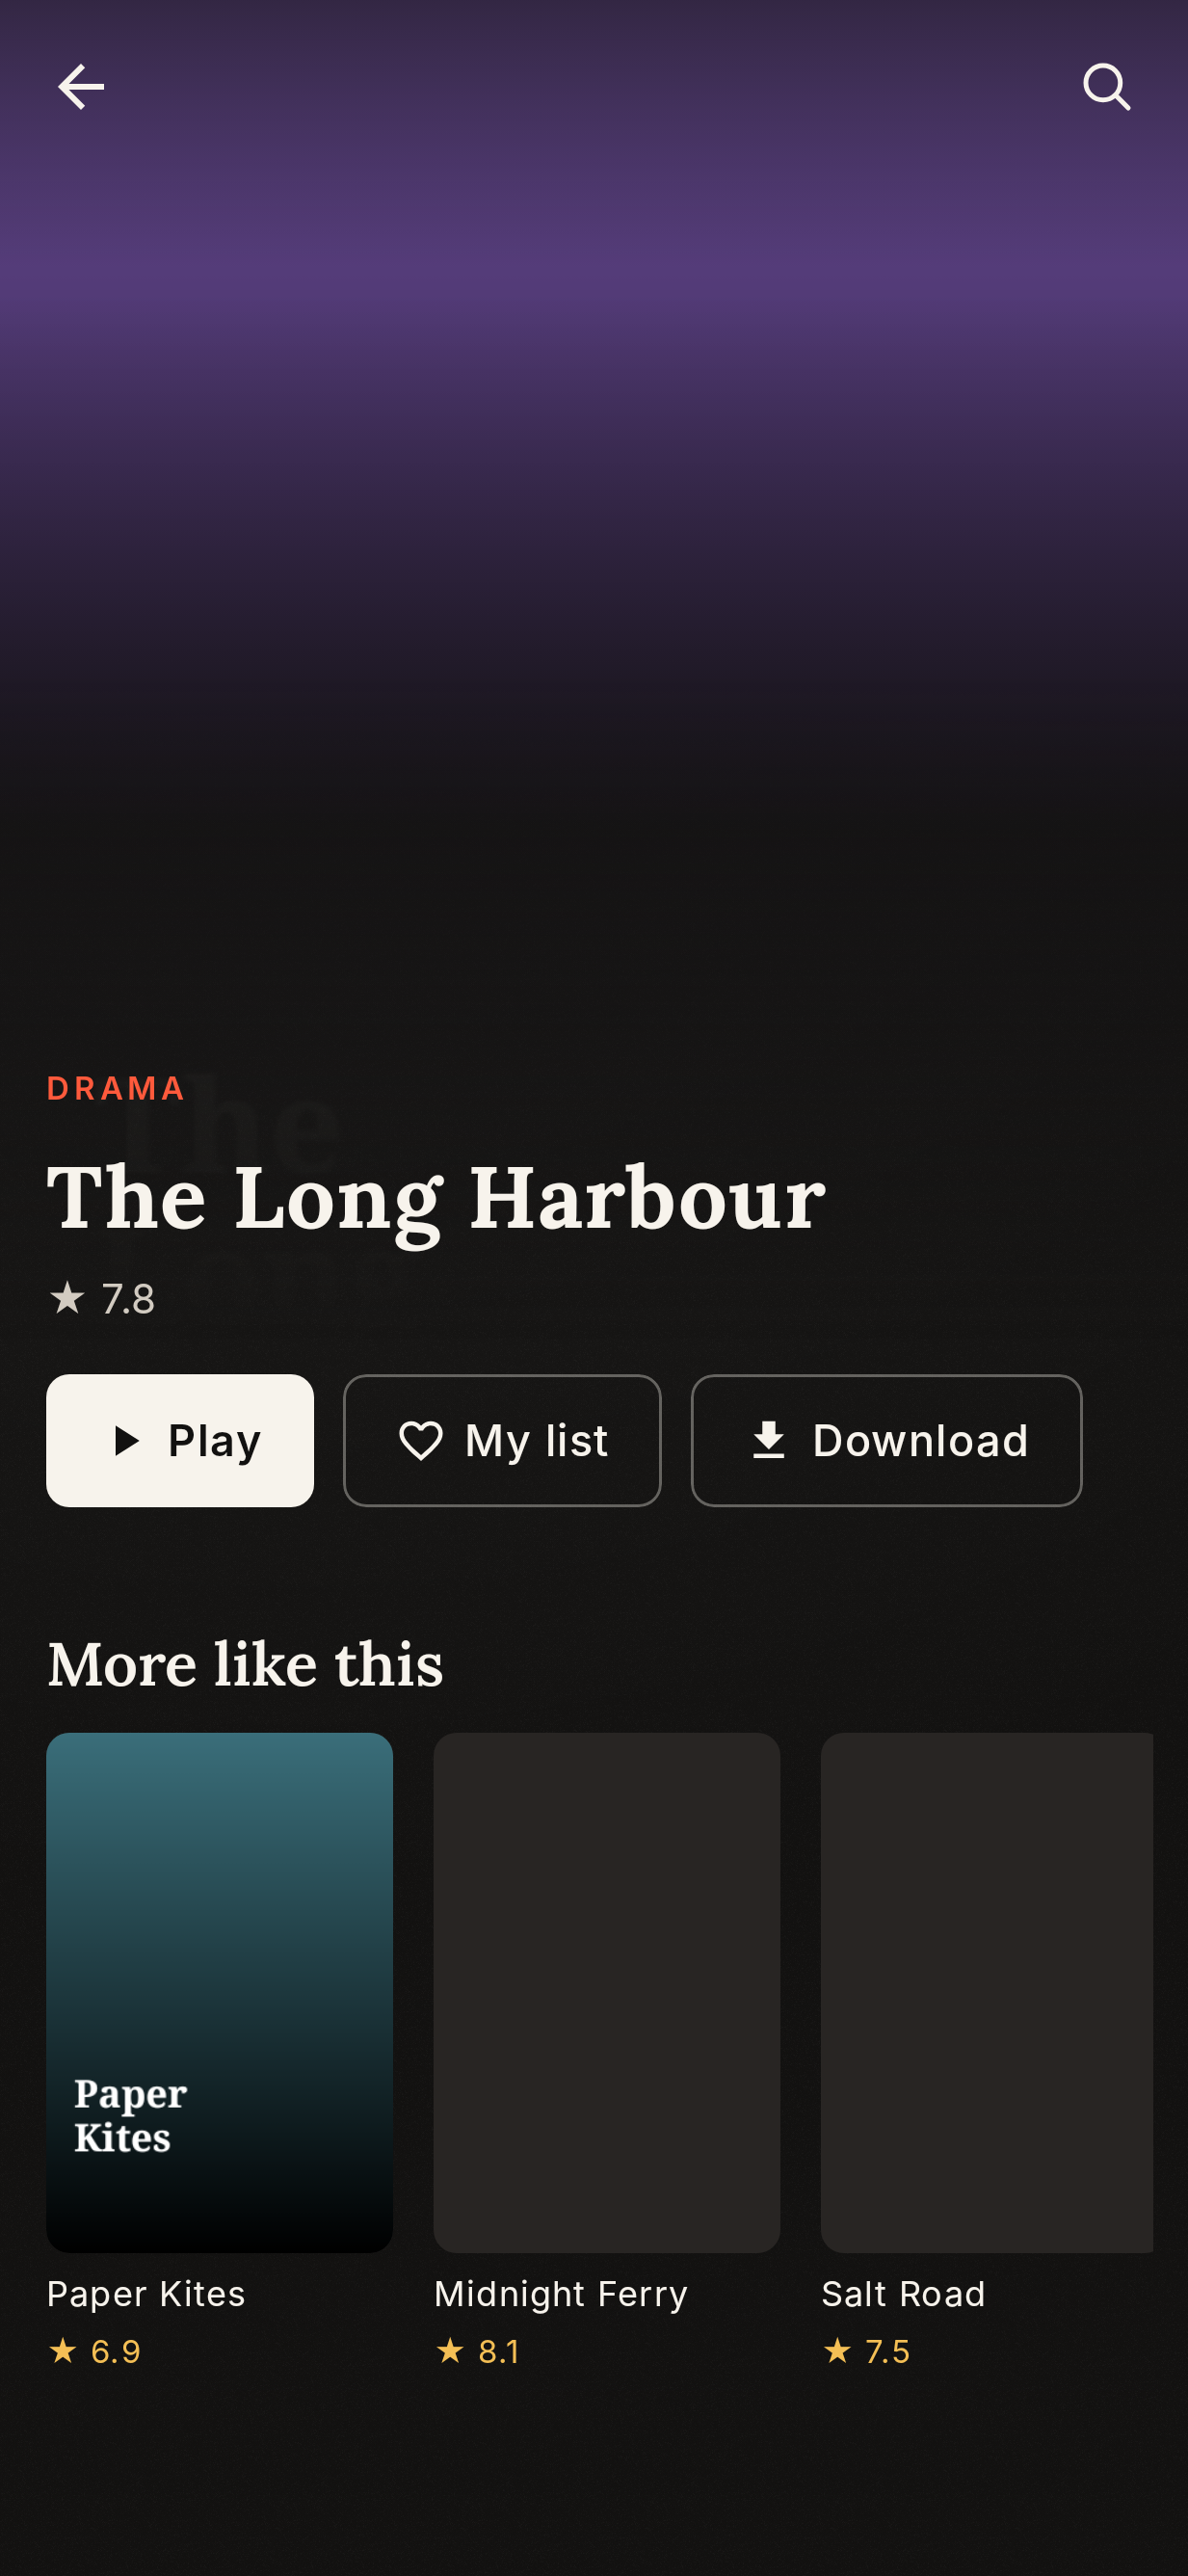 DRAMA
The
The Long Harbour
★ 7.8
Play
My list
Download
More like this
Paper
Kites
Paper Kites
Midnight Ferry
Salt Road
★ 6.9
★ 8.1
★ 7.5